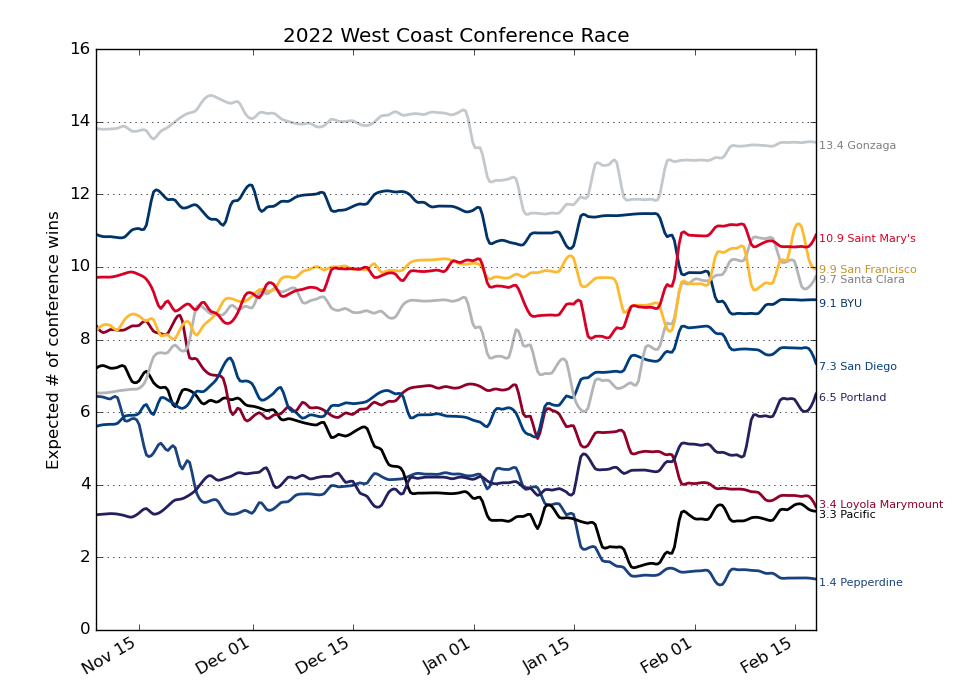 2022 West Coast Conference Race
Expected # of conference wins
16
14
12
10
8
6
4
2
0
Nov 15
Dec 01
Dec 15
Jan 01
Jan 15
Feb 01
Feb 15
13.4 Gonzaga
10.9 Saint Mary's
9.9 San Francisco
9.7 Santa Clara
9.1 BYU
7.3 San Diego
6.5 Portland
3.4 Loyola Marymount
3.3 Pacific
1.4 Pepperdine